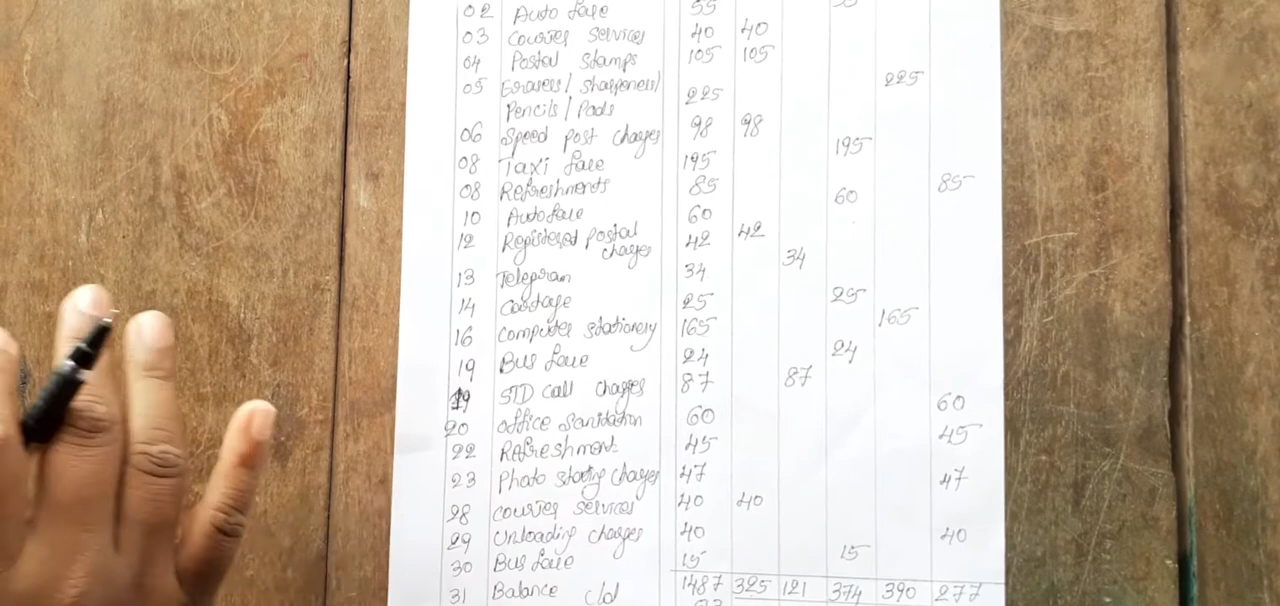 02 Auto fare 55 55
03 Courier services 40 40
04 Postal stamps 105 105
05 Erasers/ sharpeners/ 225
Pencils/Pads 225
06 Speed post charges 98 98
08 Taxi fare 195 195
08 Refreshments 85 85
10 Auto fare 60 60
12 Registered postal 42 42
charges
13 Telegram 34 34
14 Cartage 25 25
16 Computer stationery 165 165
19 Bus fare 24 24
19 STD call charges 87 87
20 office sanitation 60 60
22 Refreshment 45 45
23 Photo stating charges 47 47
28 Courier services 40 40
29 Unloading charges 40 40
30 Bus fare 15 15
31 Balance c/d 1487 325 121 374 390 277